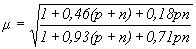 μ = √((1 + 0,46(p + n) + 0,18pn) / (1 + 0,93(p + n) + 0,71pn))